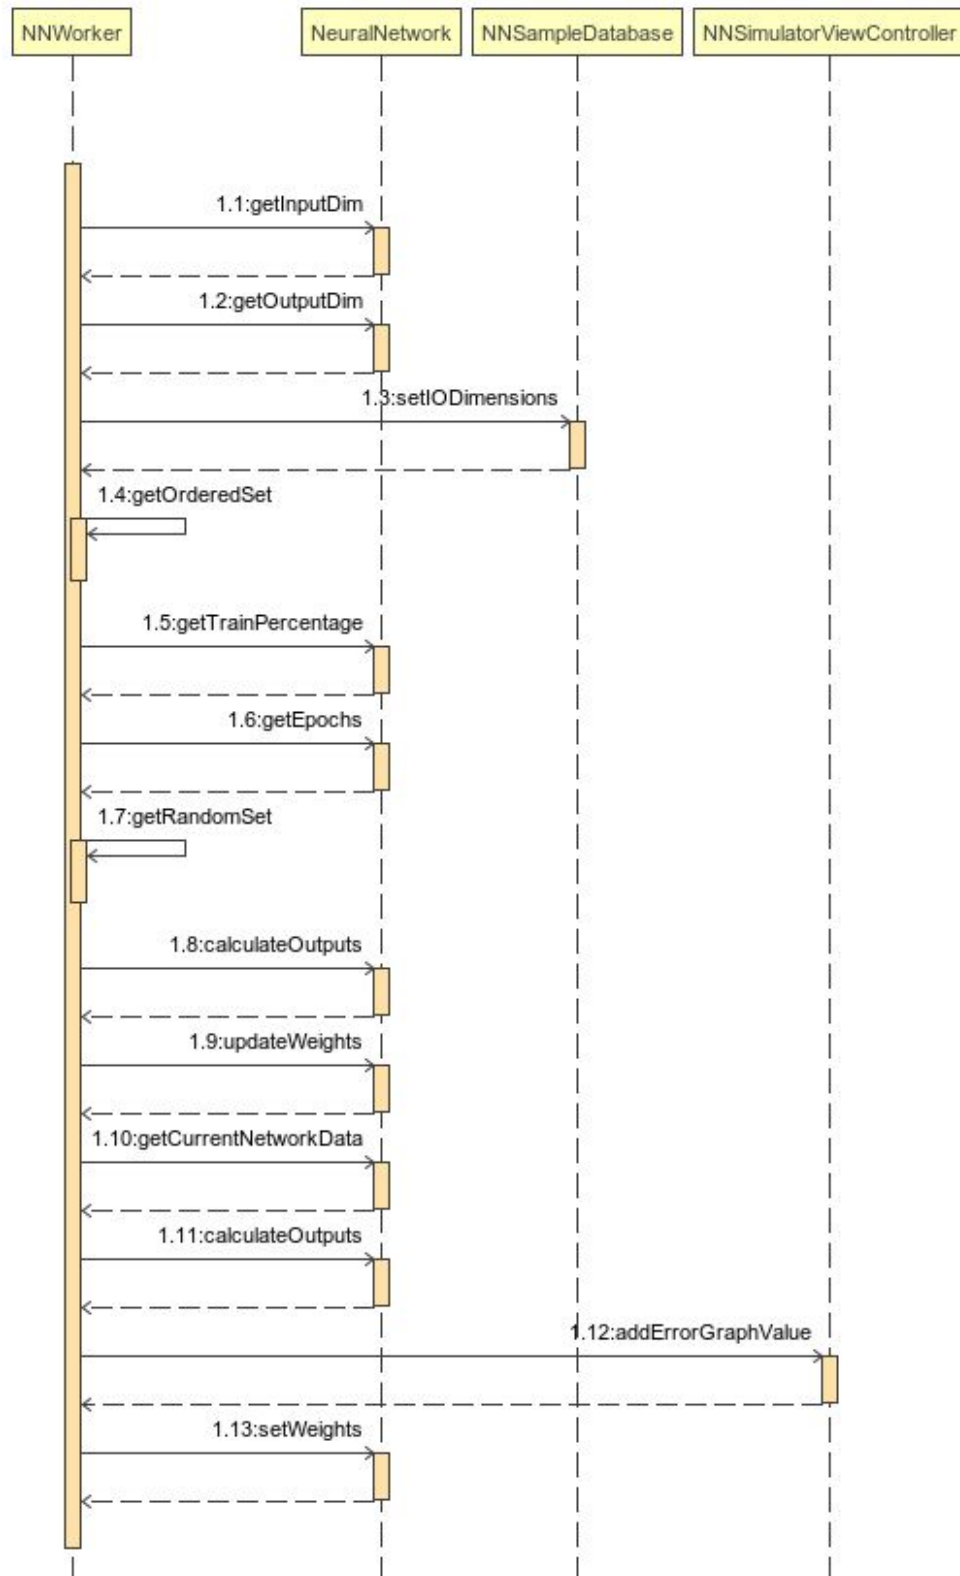 NNWorker
NeuralNetwork
NNSampleDatabase
NNSimulatorViewController
1.1:getInputDim
1.2:getOutputDim
1.3:setIODimensions
1.4:getOrderedSet
1.5:getTrainPercentage
1.6:getEpochs
1.7:getRandomSet
1.8:calculateOutputs
1.9:updateWeights
1.10:getCurrentNetworkData
1.11:calculateOutputs
1.12:addErrorGraphValue
1.13:setWeights